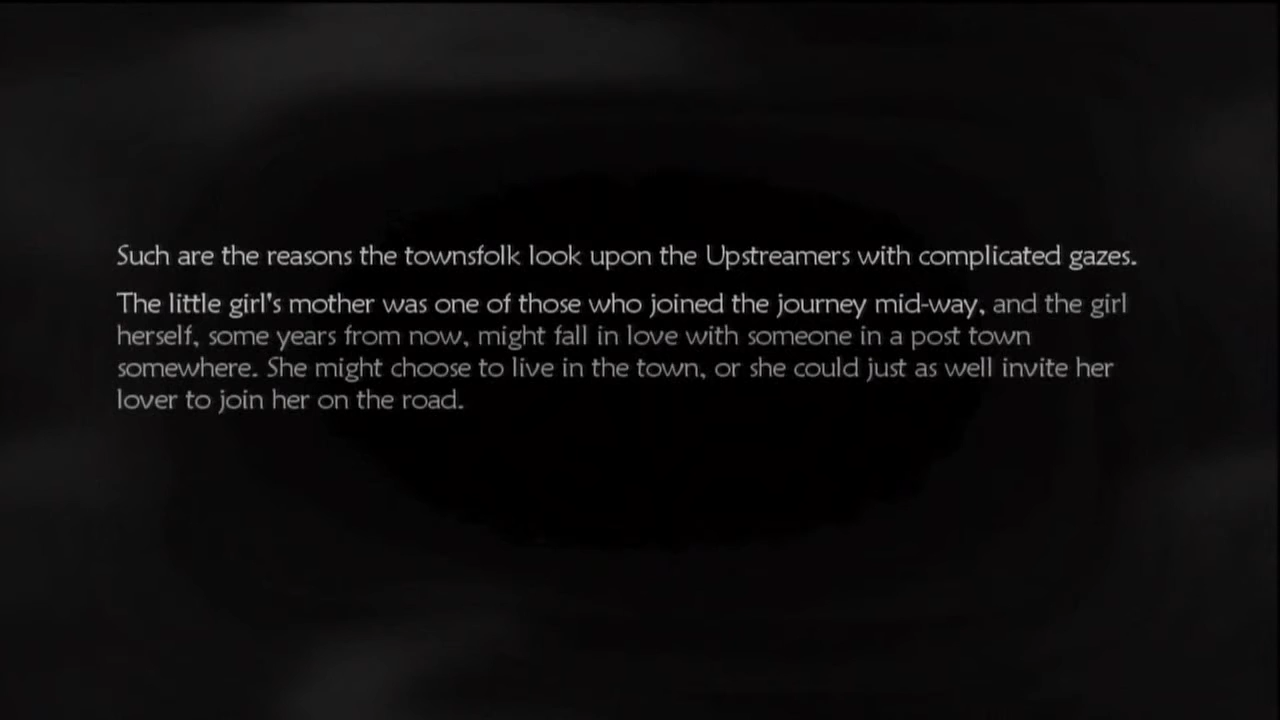 Such are the reasons the townsfolk look upon the Upstreamers with complicated gazes.
The little girl's mother was one of those who joined the journey mid-way, and the girl
herself, some years from now, might fall in love with someone in a post town
somewhere. She might choose to live in the town, or she could just as well invite her
lover to join her on the road.